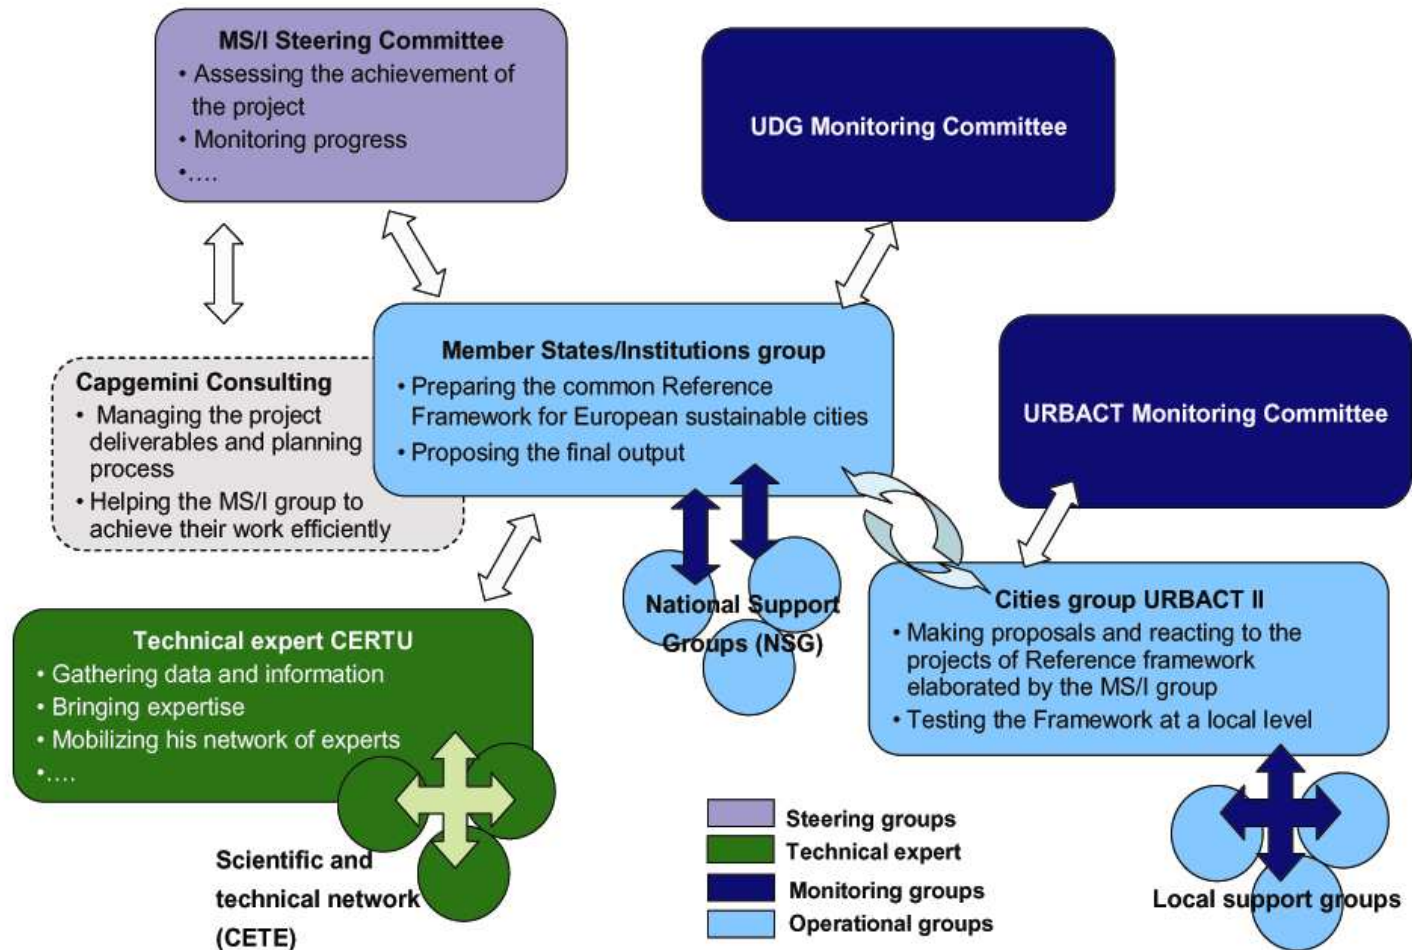 MS/I Steering Committee
• Assessing the achievement of
the project
• Monitoring progress
•....
UDG Monitoring Committee
Member States/Institutions group
• Preparing the common Reference
Framework for European sustainable cities
• Proposing the final output
Capgemini Consulting
• Managing the project
deliverables and planning
process
• Helping the MS/I group to
achieve their work efficiently
URBACT Monitoring Committee
National Support
Groups (NSG)
Cities group URBACT II
• Making proposals and reacting to the
projects of Reference framework
elaborated by the MS/I group
• Testing the Framework at a local level
Technical expert CERTU
• Gathering data and information
• Bringing expertise
• Mobilizing his network of experts
•....
Scientific and
technical network
(CETE)
Steering groups
Technical expert
Monitoring groups
Operational groups
Local support groups